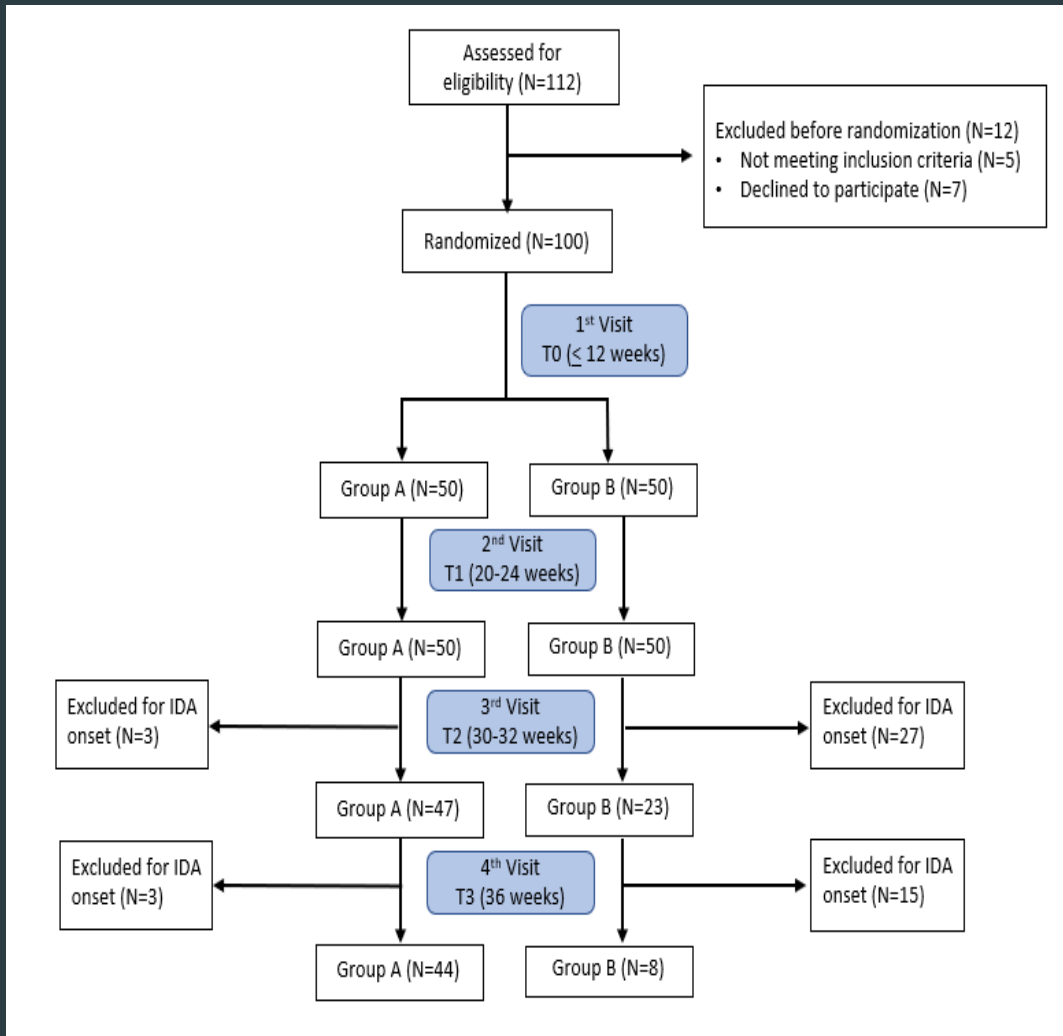 Assessed for
eligibility (N=112)
Excluded before randomization (N=12)
• Not meeting inclusion criteria (N=5)
• Declined to participate (N=7)
Randomized (N=100)
1st Visit
T0 (≤ 12 weeks)
Group A (N=50)
Group B (N=50)
2nd Visit
T1 (20-24 weeks)
Group A (N=50)
Group B (N=50)
Excluded for IDA
onset (N=3)
3rd Visit
T2 (30-32 weeks)
Excluded for IDA
onset (N=27)
Group A (N=47)
Group B (N=23)
Excluded for IDA
onset (N=3)
4th Visit
T3 (36 weeks)
Excluded for IDA
onset (N=15)
Group A (N=44)
Group B (N=8)